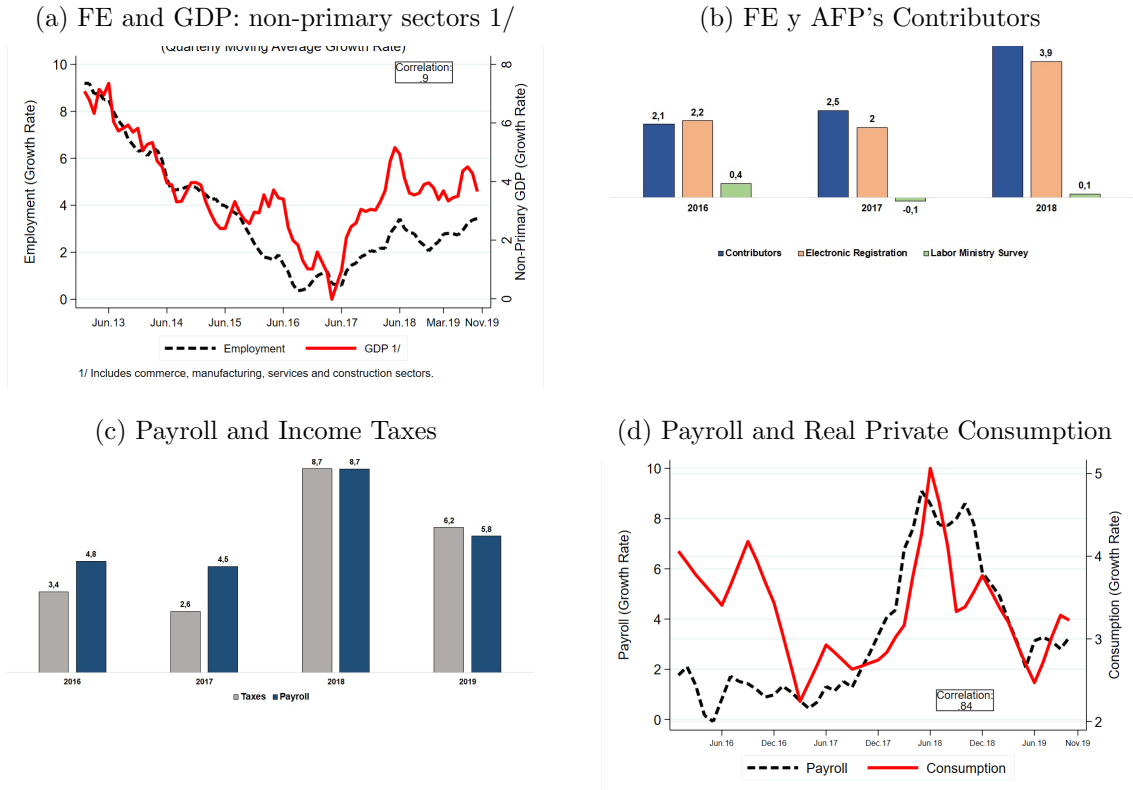 (a) FE and GDP: non-primary sectors 1/
(Quarterly Moving Average Growth Rate)
Correlation:
.9
Employment (Growth Rate)
Non-Primary GDP (Growth Rate)
10
8
6
4
2
0
8
6
4
2
0
Jun.13 Jun.14 Jun.15 Jun.16 Jun.17 Jun.18 Mar.19 Nov.19
Employment GDP 1/
1/ Includes commerce, manufacturing, services and construction sectors.
(b) FE y AFP's Contributors
2,1 2,2 0,4
2,5 2 -0,1
3,9 0,1
2016 2017 2018
Contributors Electronic Registration Labor Ministry Survey
(c) Payroll and Income Taxes
3,4 4,8
2,6 4,5
8,7 8,7
6,2 5,8
2016 2017 2018 2019
Taxes Payroll
(d) Payroll and Real Private Consumption
Payroll (Growth Rate)
Consumption (Growth Rate)
10
8
6
4
2
0
5
4
3
2
Correlation:
.84
Jun.16 Dec.16 Jun.17 Dec.17 Jun.18 Dec.18 Jun.19 Nov.19
Payroll Consumption